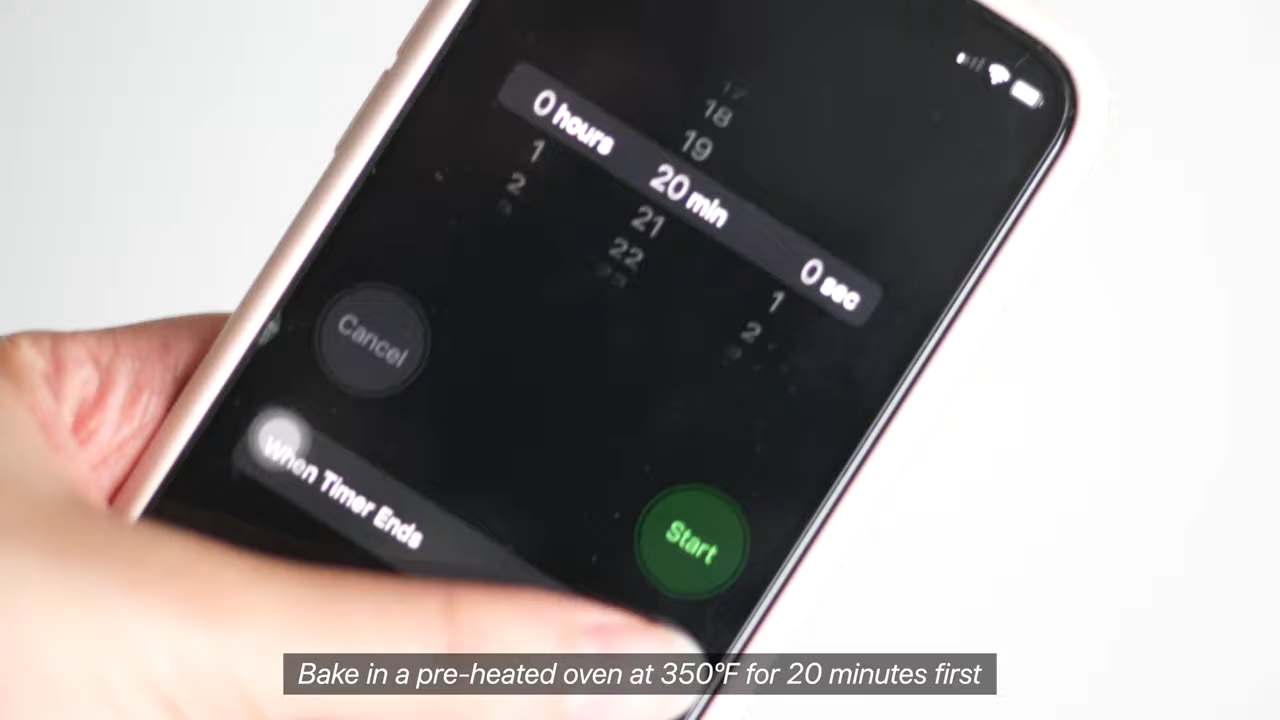 17
18
19
0 hours 20 min 0 sec
1 21 1
2 22 2
Cancel
Start
When Timer Ends
Bake in a pre-heated oven at 350°F for 20 minutes first